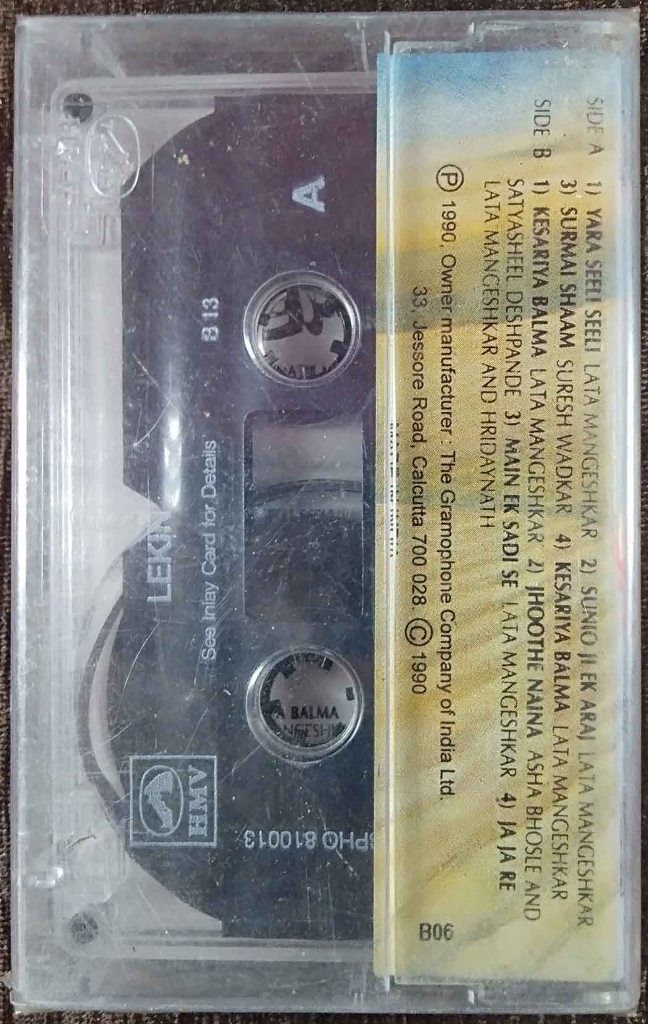 SIDE A 1) YARA SEELI SEELI LATA MANGESHKAR 2) SUNIO JI EK ARAJ LATA MANGESHKAR
3) SURMAI SHAAM SURESH WADKAR 4) KESARIYA BALMA LATA MANGESHKAR
SIDE B 1) KESARIYA BALMA LATA MANGESHKAR 2) JHOOTHE NAINA ASHA BHOSLE AND
SATYASHEEL DESHPANDE 3) MAIN EK SADI SE LATA MANGESHKAR 4) JA JA RE
LATA MANGESHKAR AND HRIDAYNATH
Ⓟ 1990, Owner manufacturer : The Gramophone Company of India Ltd.
33, Jessore Road, Calcutta 700 028 © 1990
B06
A
B 13
See Inlay Card for Details
HMV
SPHO 810013
BALMA